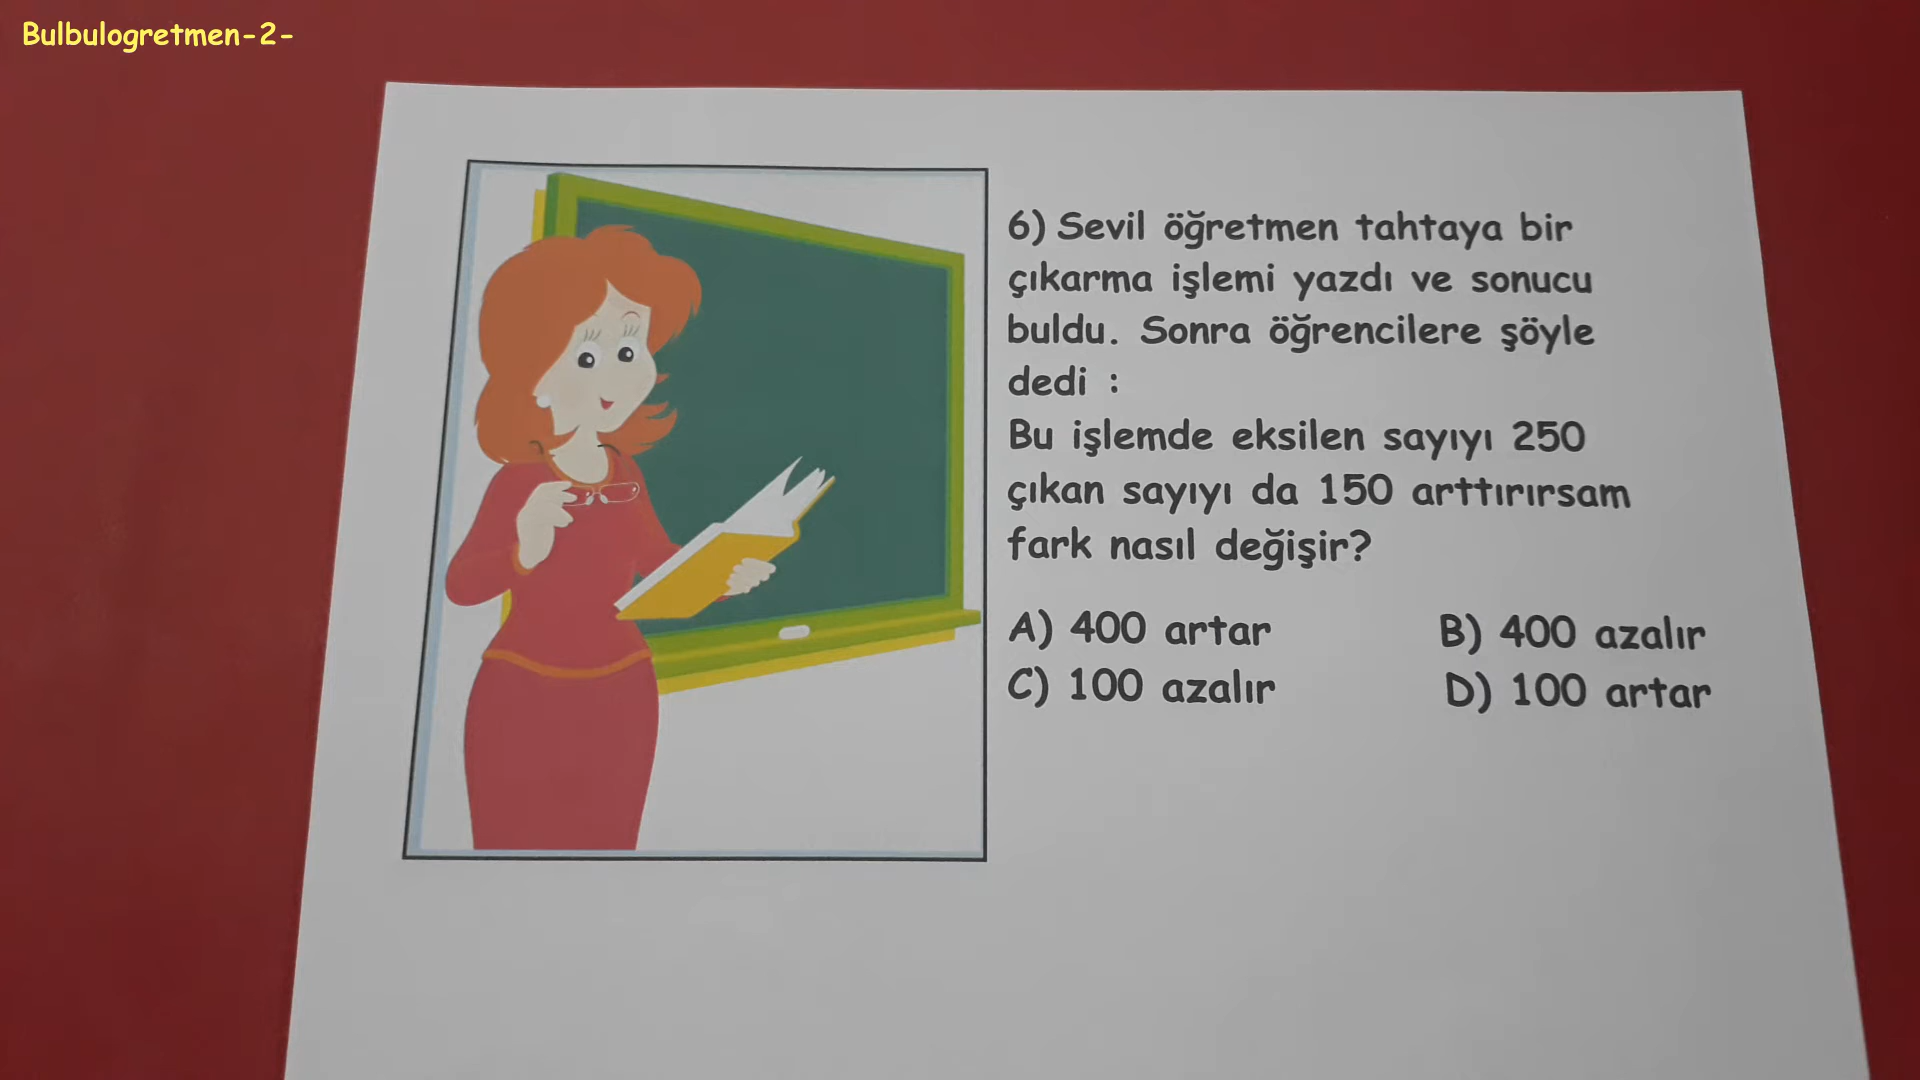 Bulbulogretmen-2-
6) Sevil öğretmen tahtaya bir
çıkarma işlemi yazdı ve sonucu
buldu. Sonra öğrencilere şöyle
dedi :
Bu işlemde eksilen sayıyı 250
çıkan sayıyı da 150 arttırırsam
fark nasıl değişir?
A) 400 artar B) 400 azalır
C) 100 azalır D) 100 artar